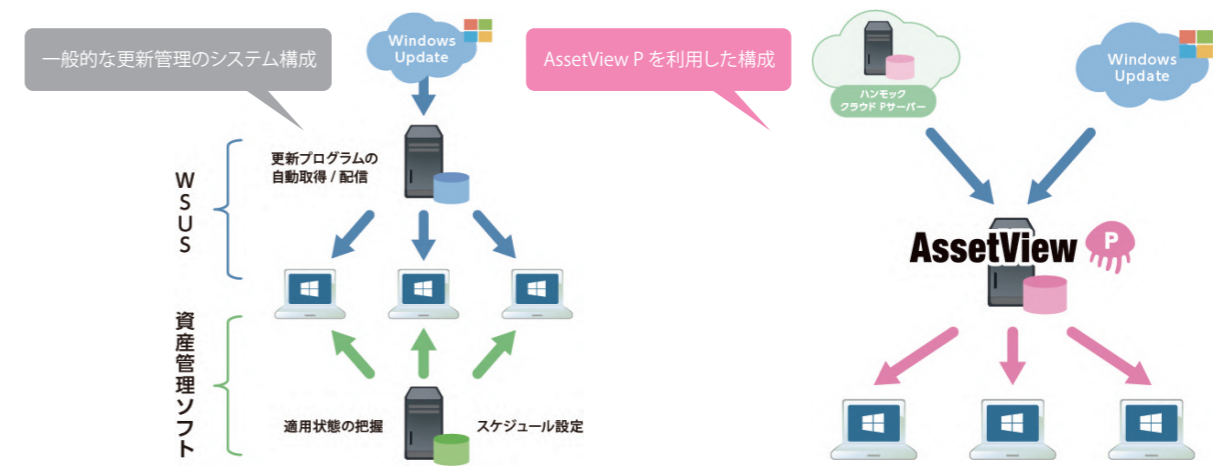 一般的な更新管理のシステム構成
Windows
Update
更新プログラムの
自動取得 / 配信
WSUS
資産管理ソフト
適用状態の把握
スケジュール設定
AssetView P を利用した構成
ハンモック
クラウド Pサーバー
Windows
Update
AssetView P